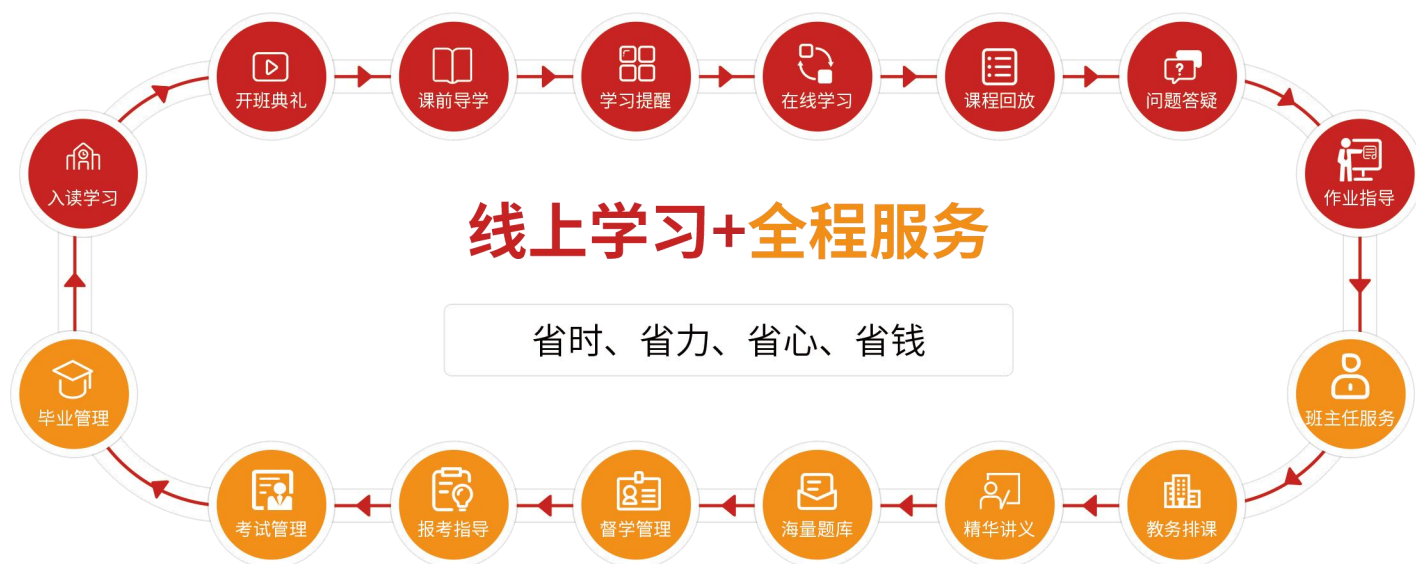 开班典礼
课前导学
学习提醒
在线学习
课程回放
问题答疑
入读学习
作业指导
线上学习+全程服务
省时、省力、省心、省钱
毕业管理
班主任服务
考试管理
报考指导
督学管理
海量题库
精华讲义
教务排课